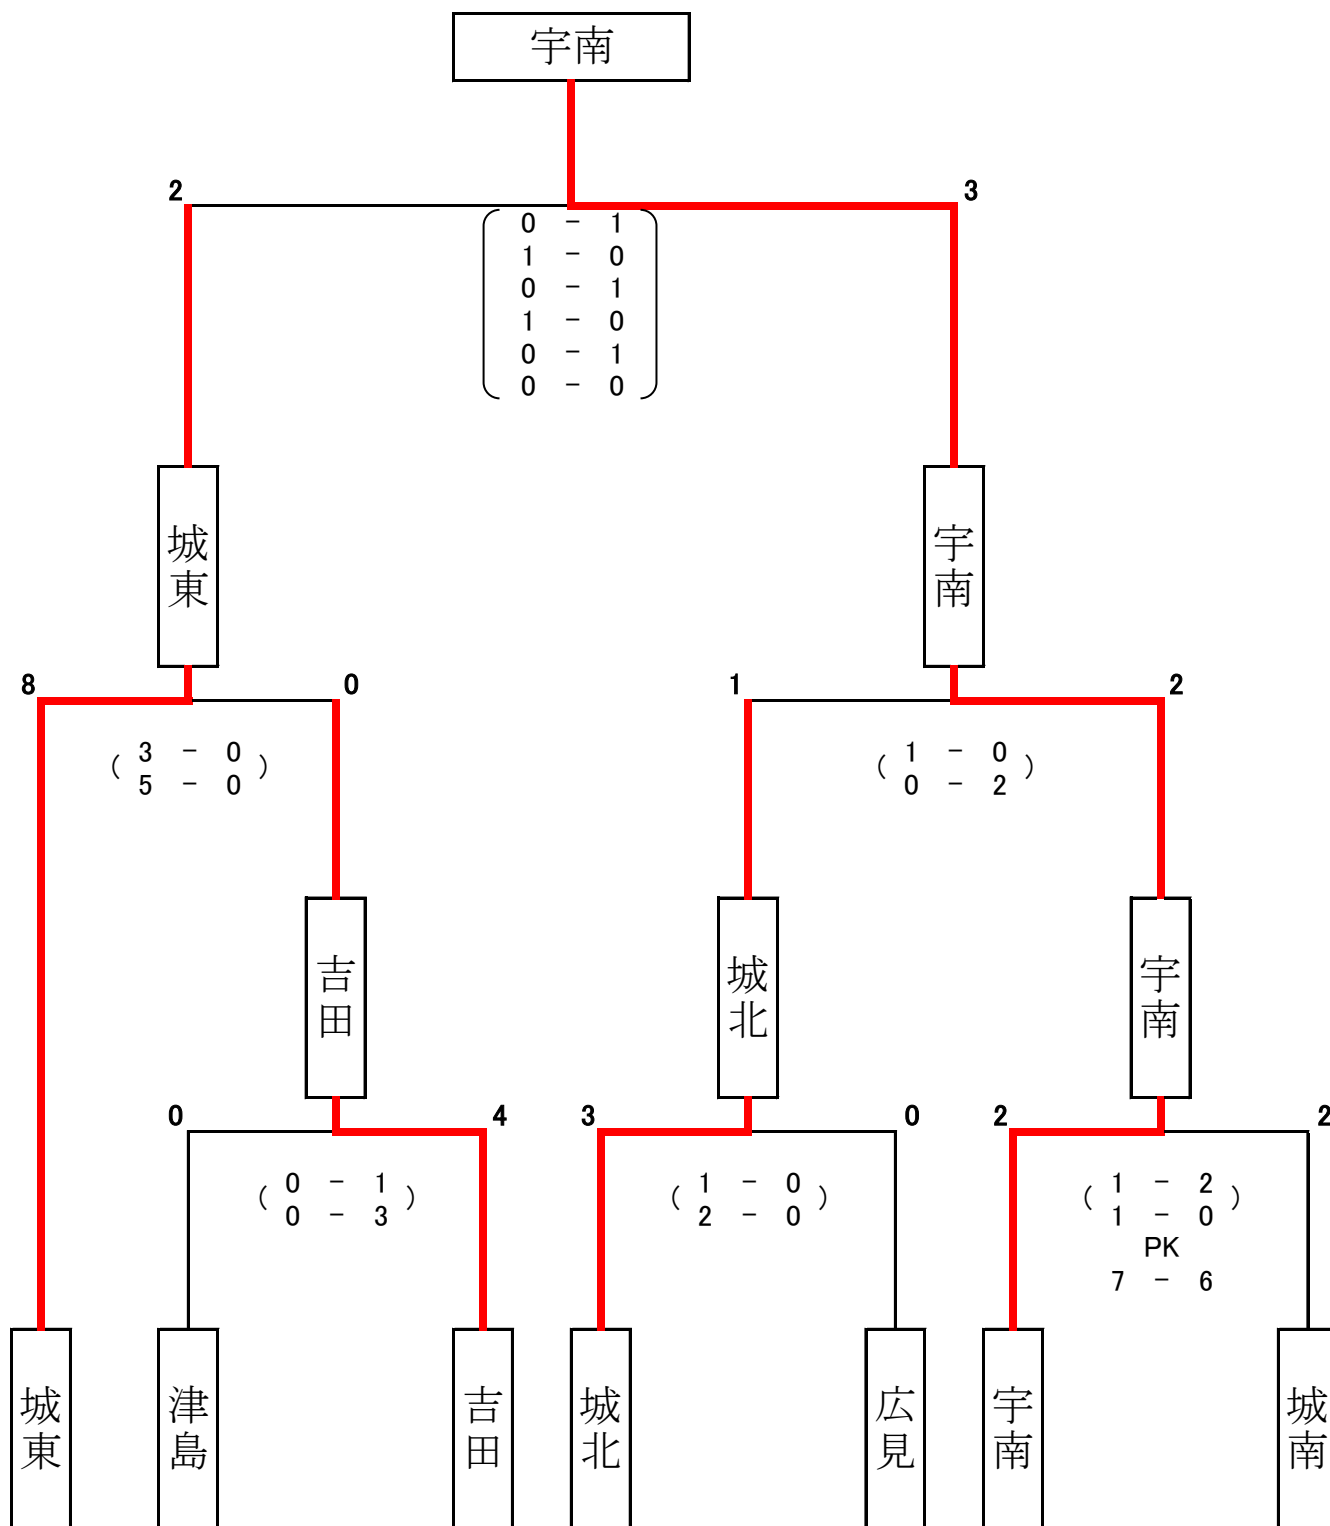 宇南
2 3
0 - 1
1 - 0
0 - 1
1 - 0
0 - 1
0 - 0
城東 宇南
8 0 1 2
( 3 - 0 ) ( 1 - 0 )
5 - 0 0 - 2
吉田 城北 宇南
0 4 3 0 2 2
( 0 - 1 ) ( 1 - 0 ) ( 1 - 2 )
0 - 3 2 - 0 1 - 0
PK
7 - 6
城東 津島 吉田 城北 広見 宇南 城南